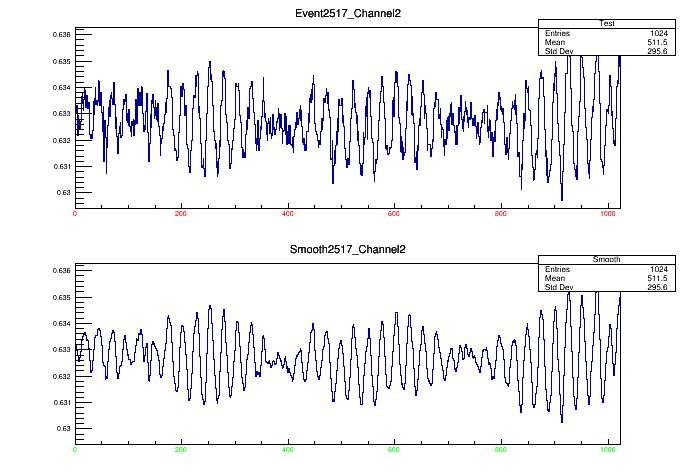 Event2517_Channel2
Test
Entries 1024
Mean 511.5
Std Dev 295.6
0.636
0.635
0.634
0.633
0.632
0.631
0.63
0 200 400 600 800 1000
Smooth2517_Channel2
Smooth
Entries 1024
Mean 511.5
Std Dev 295.6
0.636
0.635
0.634
0.633
0.632
0.631
0.63
0 200 400 600 800 1000